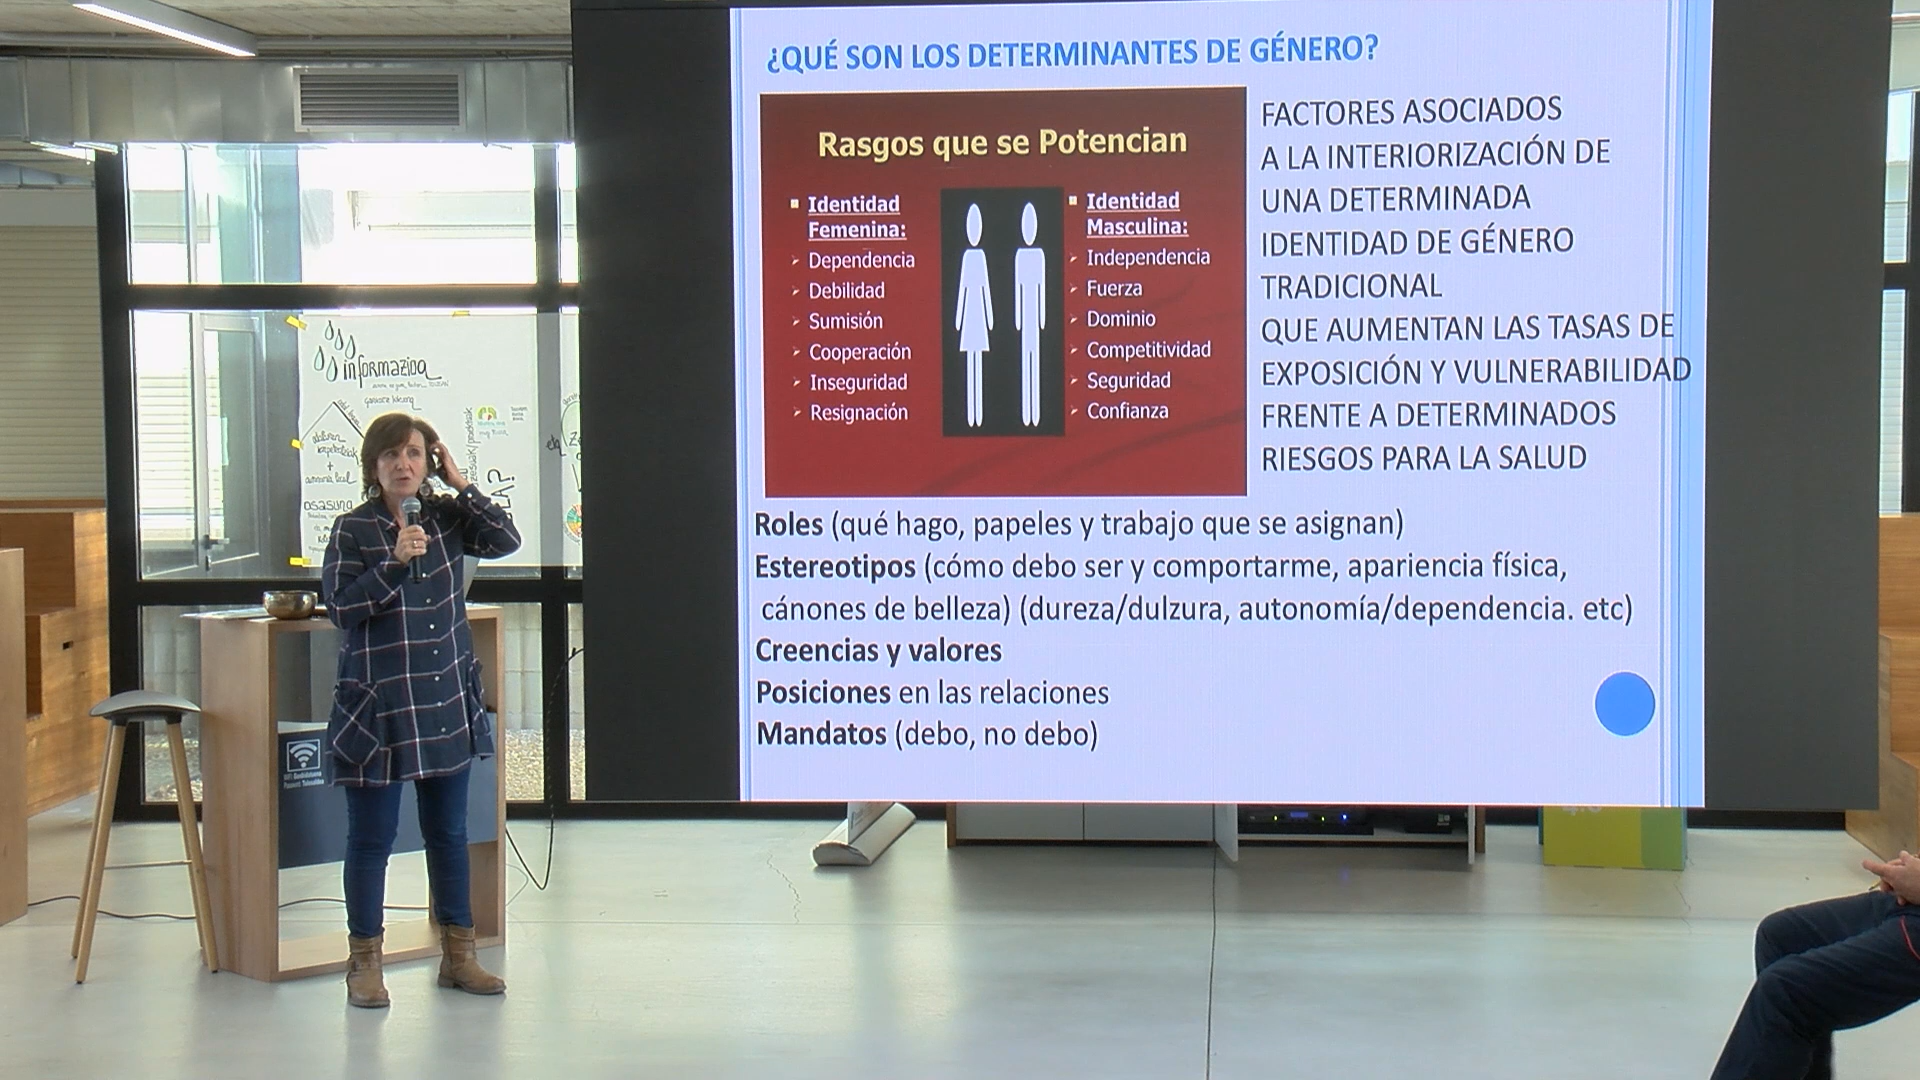 ¿QUÉ SON LOS DETERMINANTES DE GÉNERO?
Rasgos que se Potencian
Identidad
Femenina:
Dependencia
Debilidad
Sumisión
Cooperación
Inseguridad
Resignación
Identidad
Masculina:
Independencia
Fuerza
Dominio
Competitividad
Seguridad
Confianza
FACTORES ASOCIADOS
A LA INTERIORIZACIÓN DE
UNA DETERMINADA
IDENTIDAD DE GÉNERO
TRADICIONAL
QUE AUMENTAN LAS TASAS DE
EXPOSICIÓN Y VULNERABILIDAD
FRENTE A DETERMINADOS
RIESGOS PARA LA SALUD
Roles (qué hago, papeles y trabajo que se asignan)
Estereotipos (cómo debo ser y comportarme, apariencia física,
cánones de belleza) (dureza/dulzura, autonomía/dependencia. etc)
Creencias y valores
Posiciones en las relaciones
Mandatos (debo, no debo)
informazioa
osasuna